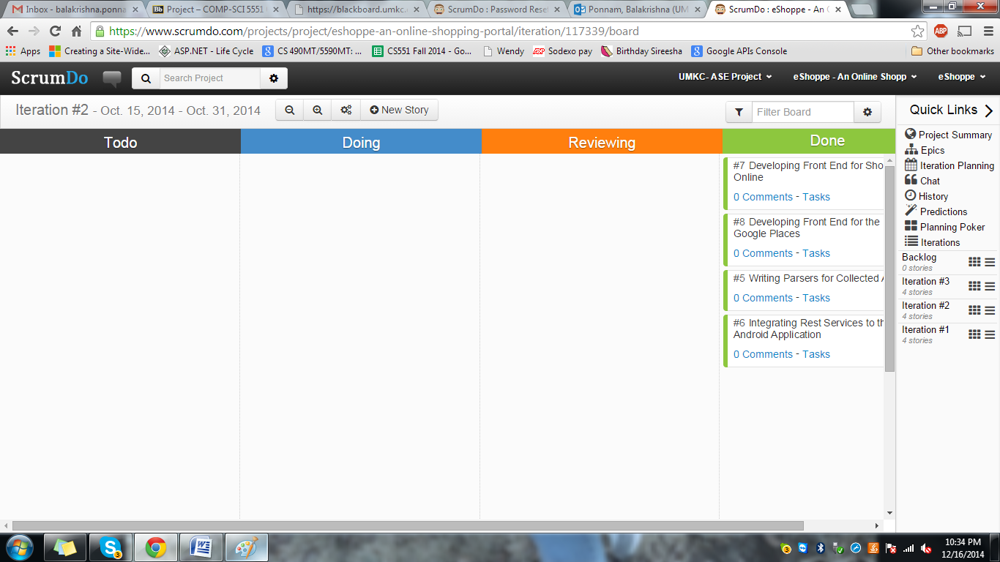 Inbox - balakrishna.ponna
Project – COMP-SCI 5551
https://blackboard.umkc.
ScrumDo : Password Rese
Ponnam, Balakrishna (UM
ScrumDo : eShoppe - An
https://www.scrumdo.com/projects/project/eshoppe-an-online-shopping-portal/iteration/117339/board
ABP
Apps
Creating a Site-Wide...
ASP.NET - Life Cycle
CS 490MT/5590MT: ...
CS551 Fall 2014 - Go...
Wendy
Sodexo pay
Birthday Sireesha
Google APIs Console
Other bookmarks
ScrumDo
Search Project
UMKC- ASE Project
eShoppe - An Online Shopp
eShoppe
Iteration #2 - Oct. 15, 2014 - Oct. 31, 2014
New Story
Filter Board
Todo
Doing
Reviewing
Done
#7 Developing Front End for Sho
Online
0 Comments - Tasks
#8 Developing Front End for the
Google Places
0 Comments - Tasks
#5 Writing Parsers for Collected
0 Comments - Tasks
#6 Integrating Rest Services to th
Android Application
0 Comments - Tasks
Quick Links
Project Summary
Epics
Iteration Planning
Chat
History
Predictions
Planning Poker
Iterations
Backlog
0 stories
Iteration #3
4 stories
Iteration #2
4 stories
Iteration #1
4 stories
10:34 PM
12/16/2014